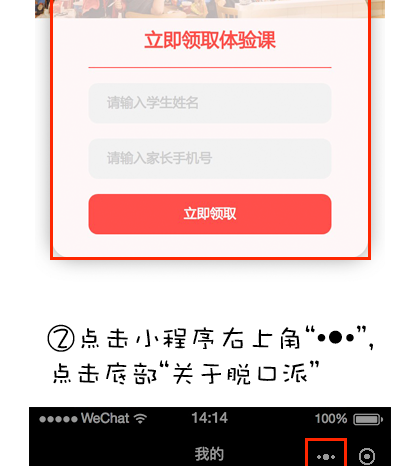 立即领取体验课
请输入学生姓名
请输入家长手机号
立即领取
②点击小程序右上角“•●•”,
点击底部“关于脱口派”
WeChat 14:14 100%
我的